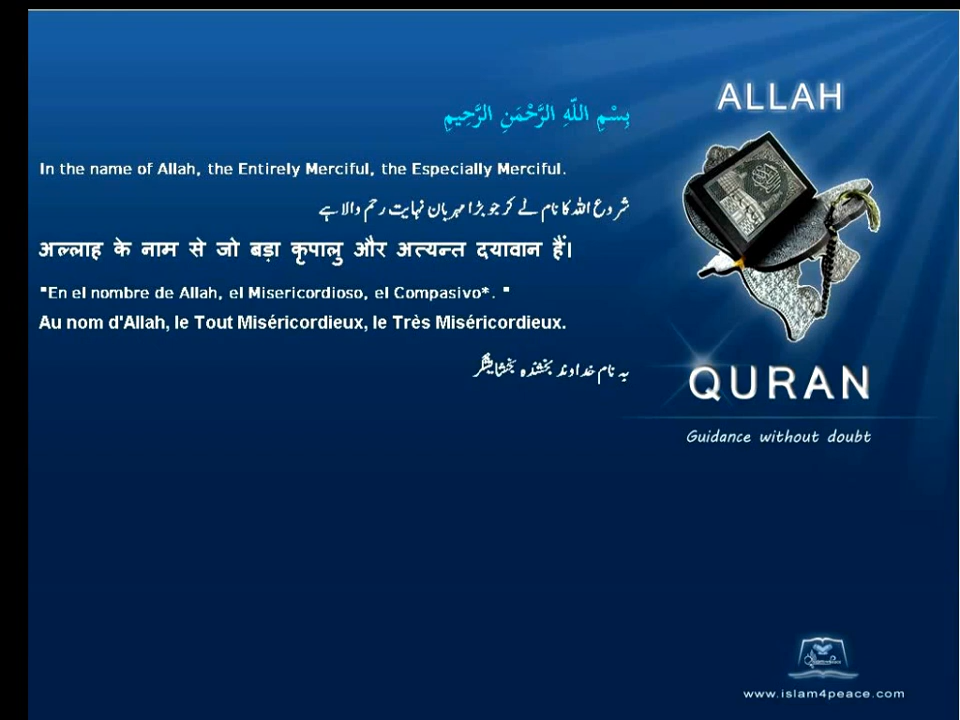 بِسْمِ اللّهِ الرَّحْمَنِ الرَّحِيمِ
In the name of Allah, the Entirely Merciful, the Especially Merciful.
شروع اللہ کا نام لے کر جو بڑا مہربان نہایت رحم والا ہے
अल्लाह के नाम से जो बड़ा कृपालु और अत्यन्त दयावान हैं।
"En el nombre de Allah, el Misericordioso, el Compasivo*. "
Au nom d'Allah, le Tout Miséricordieux, le Très Miséricordieux.
به نام خداوند بخشنده بخشایشگر
ALLAH
QURAN
Guidance without doubt
www.islam4peace.com